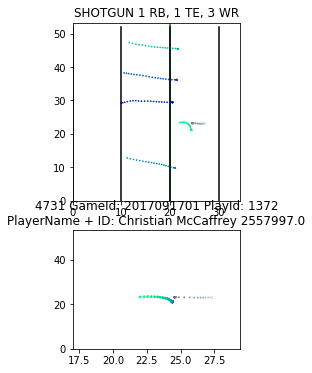 SHOTGUN 1 RB, 1 TE, 3 WR
50
40
30
20
10
0
0 10 20 30
4731 GameId: 2017091701 PlayId: 1372
PlayerName + ID: Christian McCaffrey 2557997.0
40
20
0
17.5 20.0 22.5 25.0 27.5